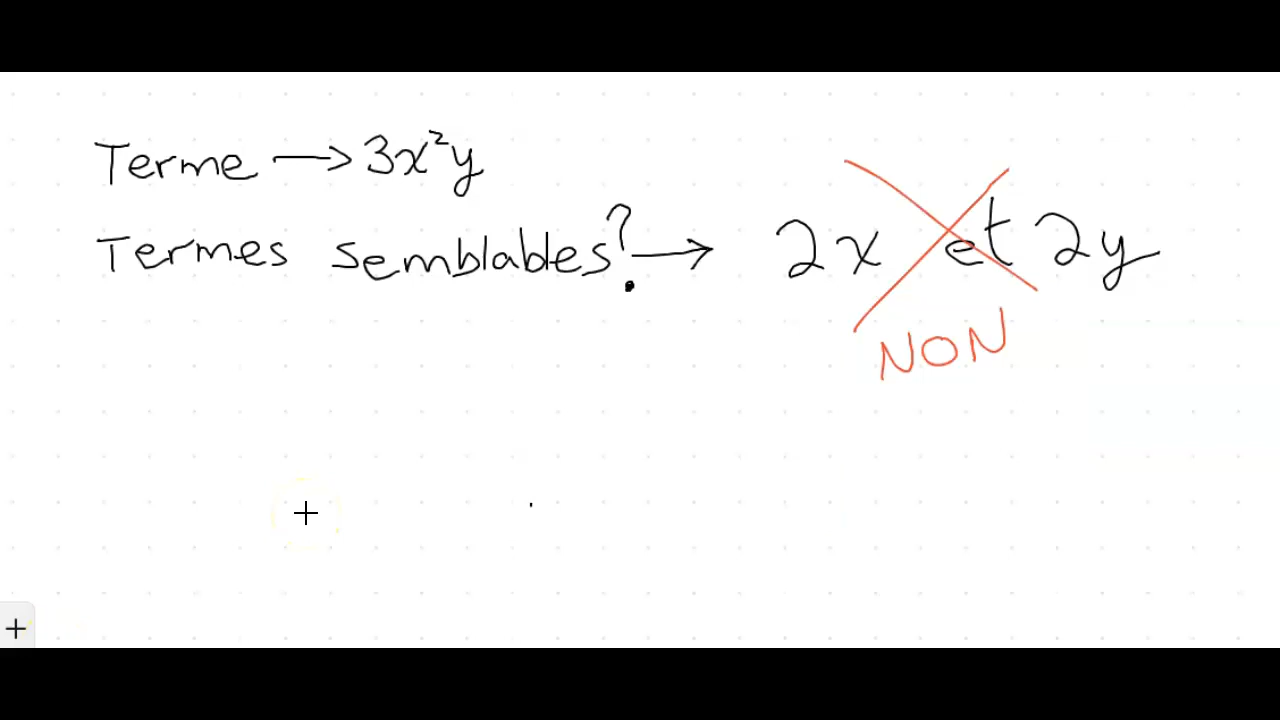 Terme → 3x²y
Termes semblables? → 2x et 2y
NON